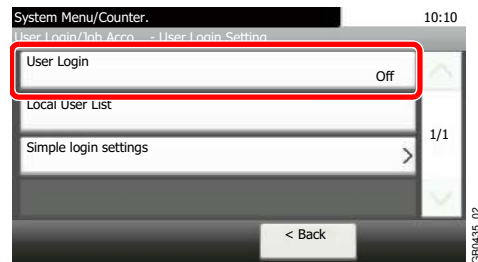 System Menu/Counter.
10:10
User Login/Job Acco... - User Login Setting
User Login
Off
Local User List
1/1
Simple login settings
>
< Back
GB0435_02